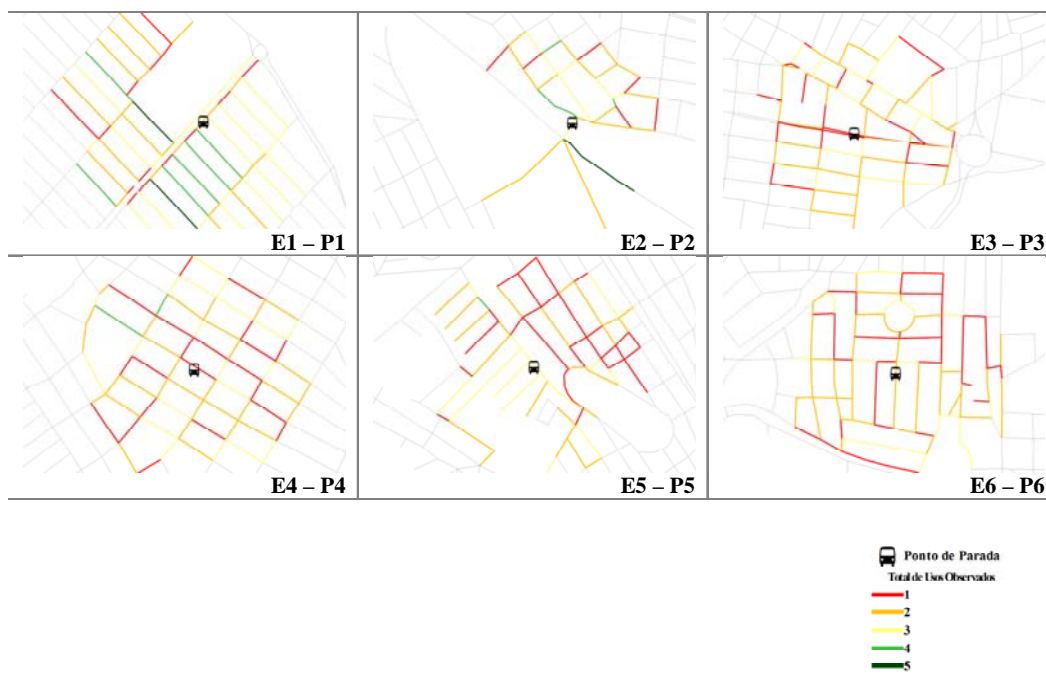 E1 – P1
E2 – P2
E3 – P3
E4 – P4
E5 – P5
E6 – P6
Ponto de Parada
Total de Usos Observados
1
2
3
4
5